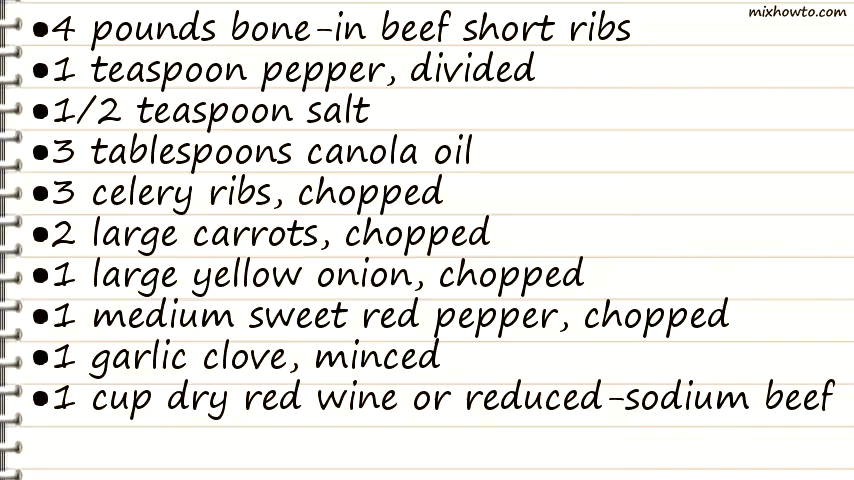 mixhowto.com
•4 pounds bone-in beef short ribs
•1 teaspoon pepper, divided
•1/2 teaspoon salt
•3 tablespoons canola oil
•3 celery ribs, chopped
•2 large carrots, chopped
•1 large yellow onion, chopped
•1 medium sweet red pepper, chopped
•1 garlic clove, minced
•1 cup dry red wine or reduced-sodium beef